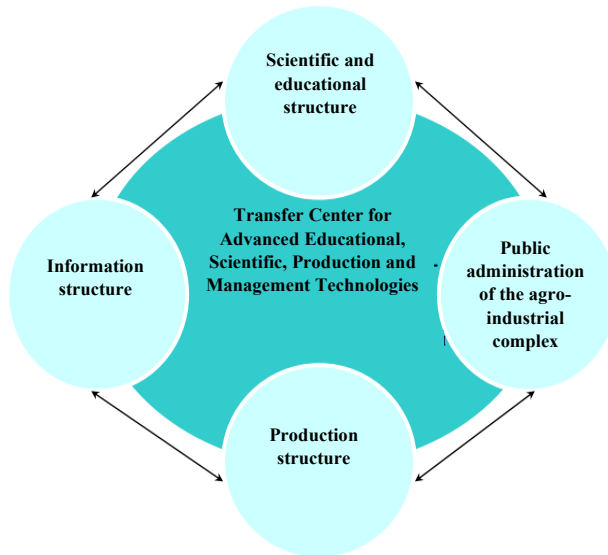 Scientific and
educational
structure
Transfer Center for
Advanced Educational,
Scientific, Production and
Management Technologies
Information
structure
Public
administration
of the agro-
industrial
complex
Production
structure